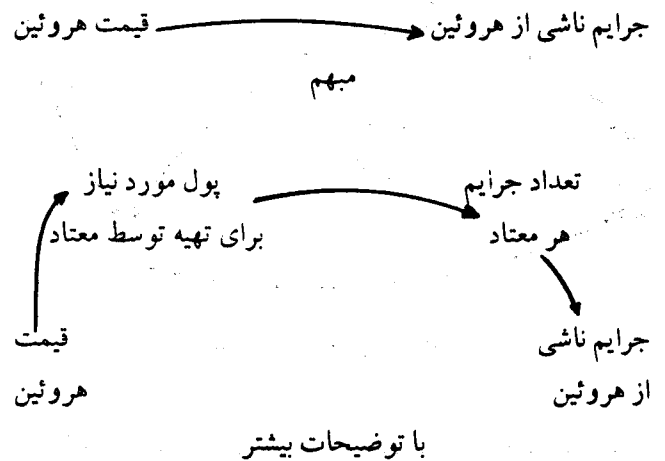 جرایم ناشی از هروئین قیمت هروئین
مبهم
تعداد جرایم
هر معتاد
پول مورد نیاز
برای تهیه توسط معتاد
جرایم ناشی
از هروئین
قیمت
هروئین
با توضیحات بیشتر